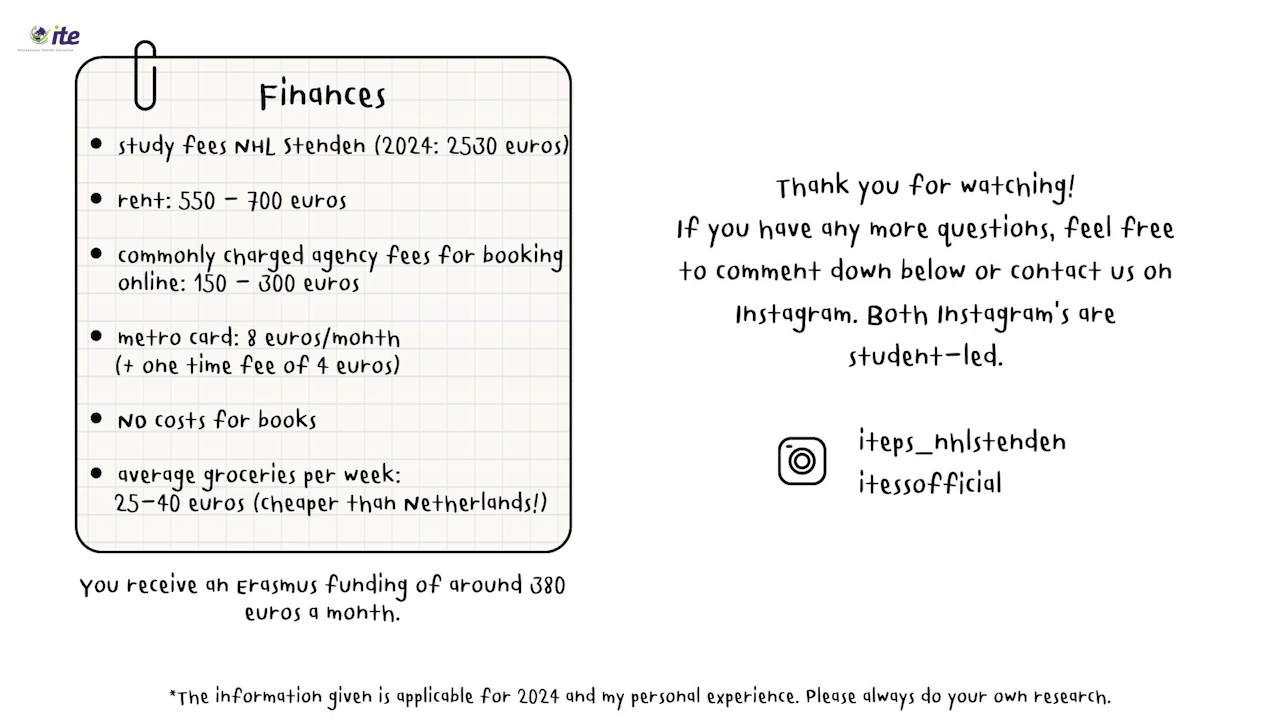 ite
International Teacher Education
Finances
study fees NHL Stenden (2024: 2530 euros)
rent: 550 – 700 euros
commonly charged agency fees for booking
online: 150 – 300 euros
metro card: 8 euros/month
(+ one time fee of 4 euros)
NO costs for books
average groceries per week:
25–40 euros (cheaper than Netherlands!)
You receive an Erasmus funding of around 380
euros a month.
Thank you for watching!
If you have any more questions, feel free
to comment down below or contact us on
Instagram. Both Instagram's are
student–led.
iteps_nhlstenden
itessofficial
*The information given is applicable for 2024 and my personal experience. Please always do your own research.